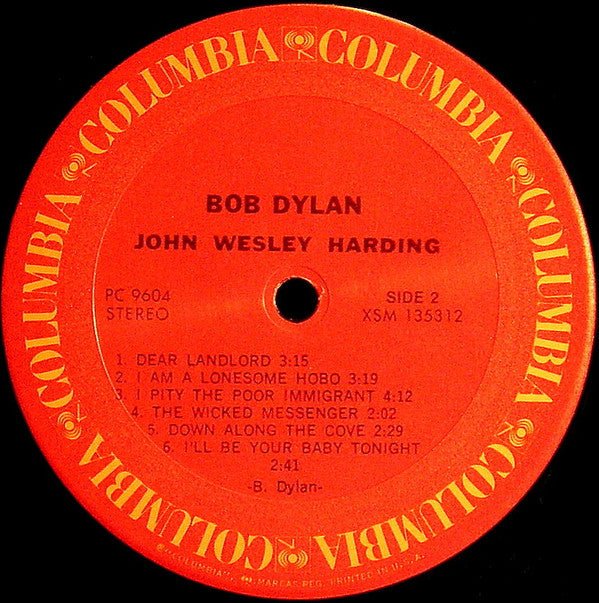 COLUMBIA COLUMBIA COLUMBIA COLUMBIA COLUMBIA COLUMBIA
BOB DYLAN
JOHN WESLEY HARDING
PC 9604
STEREO
SIDE 2
XSM 135312
1. DEAR LANDLORD 3:15
2. I AM A LONESOME HOBO 3:19
3. I PITY THE POOR IMMIGRANT 4:12
4. THE WICKED MESSENGER 2:02
5. DOWN ALONG THE COVE 2:29
6. I'LL BE YOUR BABY TONIGHT
2:41
-B. Dylan-
"COLUMBIA", MARCAS REG. PRINTED IN U.S.A.